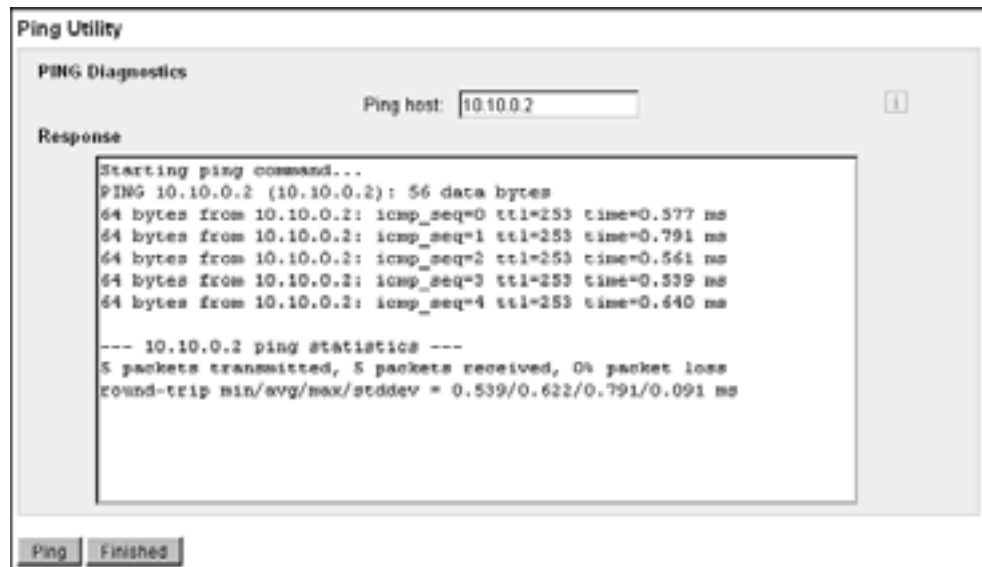 Ping Utility
PING Diagnostics
Ping host: 10.10.0.2
i
Response
Starting ping command...
PING 10.10.0.2 (10.10.0.2): 56 data bytes
64 bytes from 10.10.0.2: icmp_seq=0 ttl=253 time=0.577 ms
64 bytes from 10.10.0.2: icmp_seq=1 ttl=253 time=0.791 ms
64 bytes from 10.10.0.2: icmp_seq=2 ttl=253 time=0.561 ms
64 bytes from 10.10.0.2: icmp_seq=3 ttl=253 time=0.539 ms
64 bytes from 10.10.0.2: icmp_seq=4 ttl=253 time=0.640 ms
--- 10.10.0.2 ping statistics ---
5 packets transmitted, 5 packets received, 0% packet loss
round-trip min/avg/max/stddev = 0.539/0.622/0.791/0.091 ms
Ping Finished